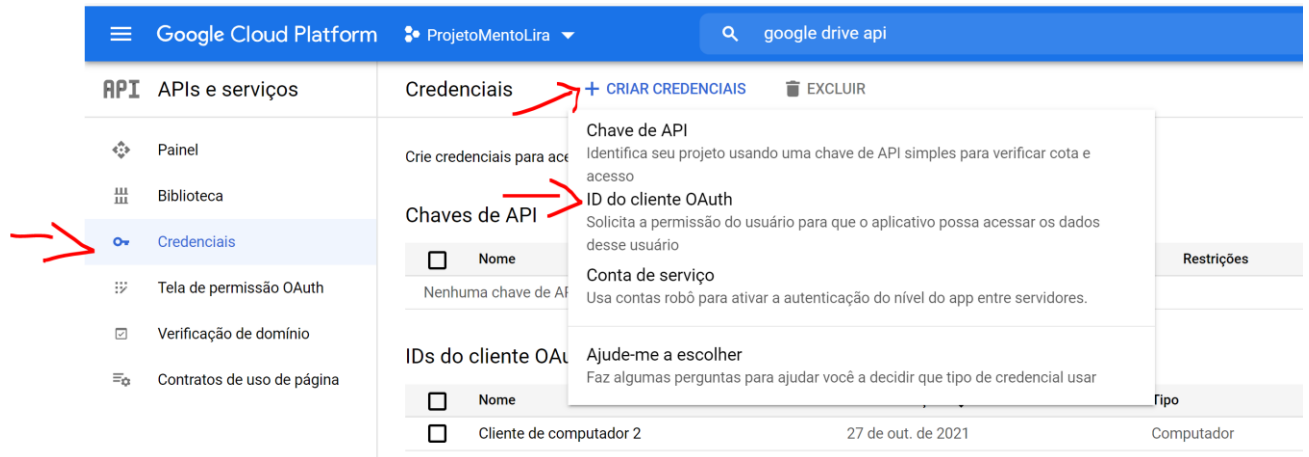 Google Cloud Platform ProjetoMentoLira google drive api
API APIs e serviços
Credenciais + CRIAR CREDENCIAIS EXCLUIR
Painel
Biblioteca
Credenciais
Tela de permissão OAuth
Verificação de domínio
Contratos de uso de página
Crie credenciais para ace
Chave de API
Identifica seu projeto usando uma chave de API simples para verificar cota e
acesso
ID do cliente OAuth
Solicita a permissão do usuário para que o aplicativo possa acessar os dados
desse usuário
Conta de serviço
Usa contas robô para ativar a autenticação do nível do app entre servidores.
Ajude-me a escolher
Faz algumas perguntas para ajudar você a decidir que tipo de credencial usar
Chaves de API
Nome Restrições
Nenhuma chave de AP
IDs do cliente OAu
Nome Tipo
Cliente de computador 2 27 de out. de 2021 Computador